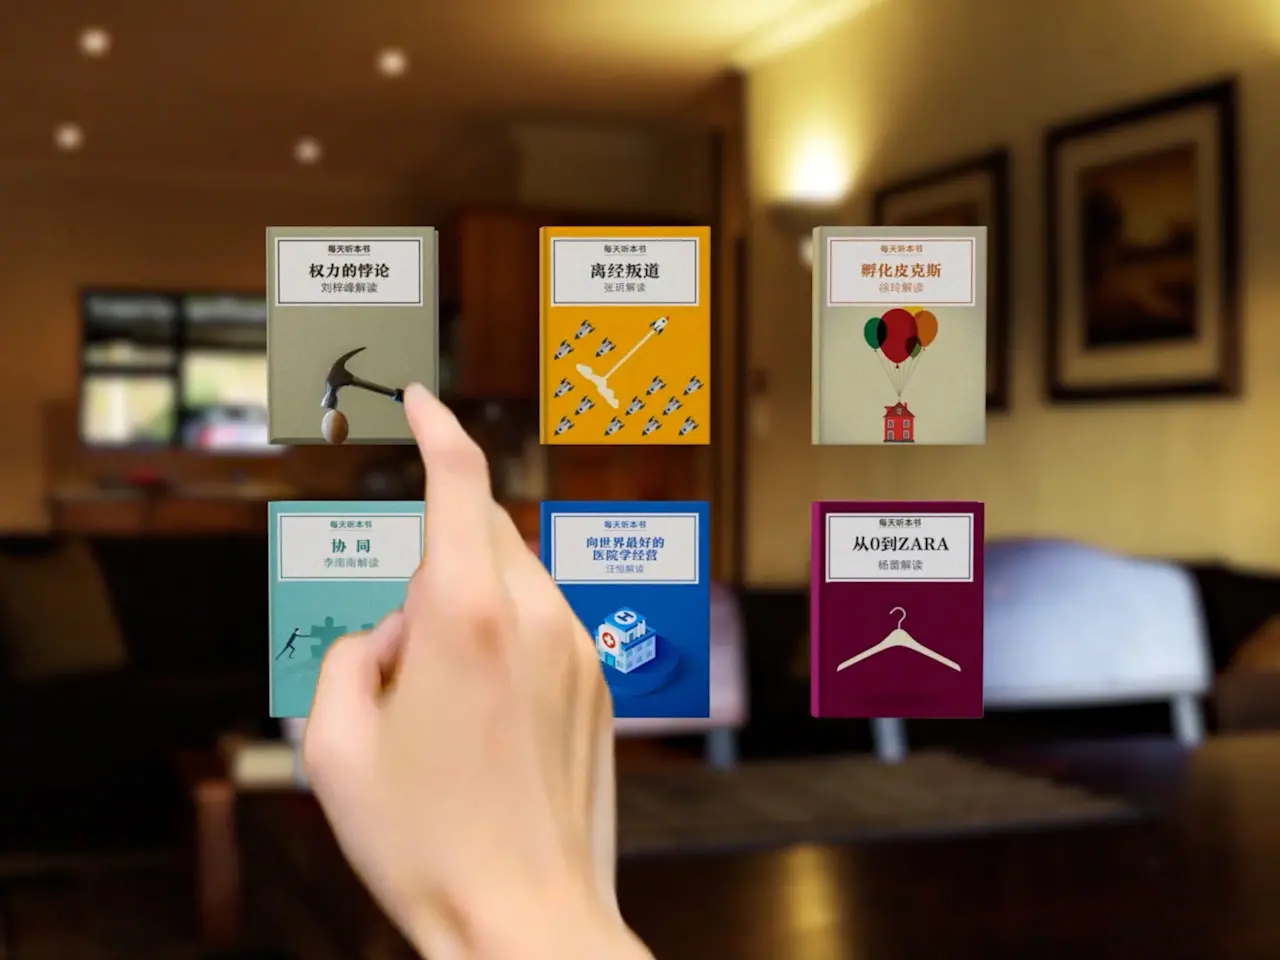 每天听本书
权力的悖论
刘梓峰解读
每天听本书
离经叛道
张玥解读
每天听本书
孵化皮克斯
徐玲解读
每天听本书
协 同
李南南解读
每天听本书
向世界最好的
医院学经营
汪恒解读
每天听本书
从0到ZARA
杨蕾解读
H